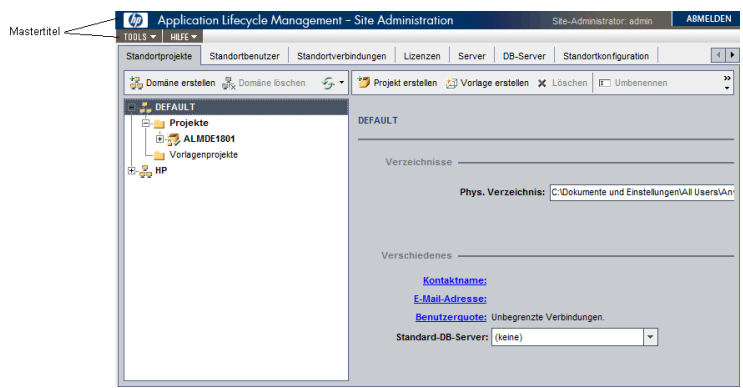 Mastertitel
hp Application Lifecycle Management – Site Administration Site-Administrator: admin ABMELDEN
TOOLS HILFE
Standortprojekte Standortbenutzer Standortverbindungen Lizenzen Server DB-Server Standortkonfiguration
Domäne erstellen Domäne löschen Projekt erstellen Vorlage erstellen Löschen Umbenennen »
DEFAULT
Projekte
ALMDE1801
Vorlagenprojekte
HP
DEFAULT
Verzeichnisse
Phys. Verzeichnis: C:\Dokumente und Einstellungen\All Users\An
Verschiedenes
Kontaktname:
E-Mail-Adresse:
Benutzerquote: Unbegrenzte Verbindungen.
Standard-DB-Server: (keine)